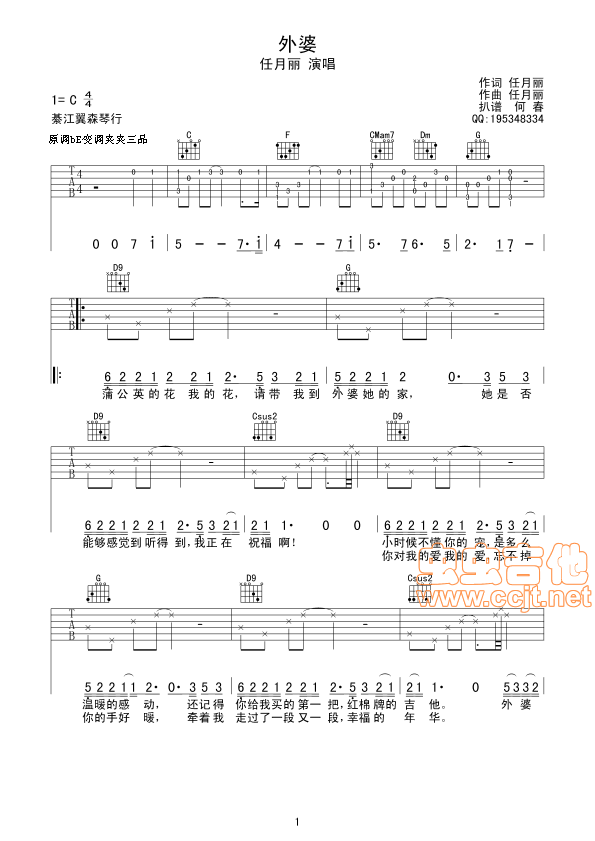 外婆
任月丽 演唱
作词 任月丽
作曲 任月丽
扒谱 何春
QQ:195348334
1= C 4/4
綦江翼森琴行
原调bE变调夹夹三品
C F CMam7 Dm G
0 0 7 1 5 - - 7· 1 4 - - 7 1 5· 7 6· 5 2· 1 7 -
D9 G
6 2 2 1 2 2 1 2· 5 3 2 1 5 2 2 1 2 0· 3 5 3
蒲公英的花 我的花，请带 我到 外婆她的家， 她是否
D9 Csus2 D9
6 2 2 1 2 2 1 2· 5 3 2 1 1· 0 0 6 2 2 1 2 2 1 2· 5 3 2 1
能够感觉到听得 到，我正在 祝福啊！ 小时候不懂你的 宠，是多么
你对我的爱我的 爱，忘不掉
虫虫吉他
www.ccjt.net
G D9 Csus2
5 2 2 1 1 2· 0· 3 5 3 6 2 2 1 2 2 1 2· 5 3 2 1 2 1 1· 0 5 3 3 2
温暖的感 动， 还记得 你给我买的第一 把，红棉牌的 吉 他。 外 婆
你的手好 暖， 牵着我 走过了一段又一 段，幸福的 年 华。
1